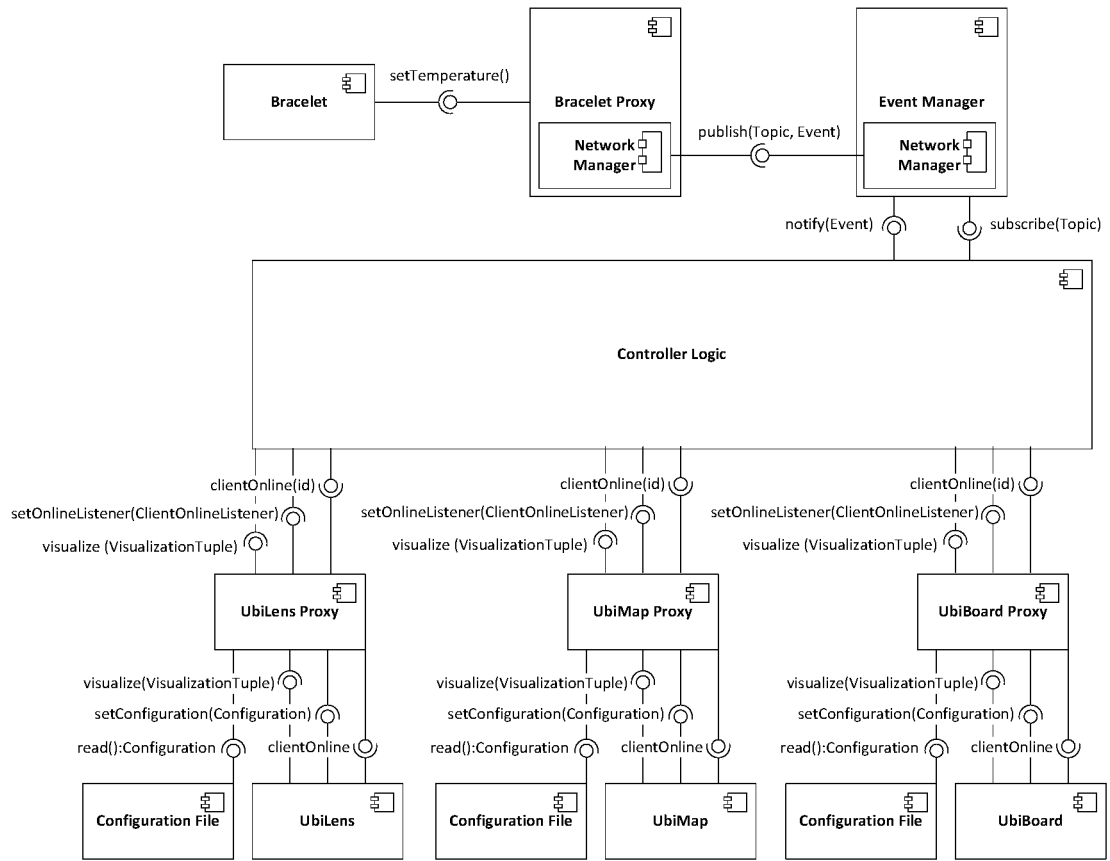 setTemperature()
Bracelet
Bracelet Proxy
Event Manager
publish(Topic, Event)
Network
Manager
Network
Manager
notify(Event)
subscribe(Topic)
Controller Logic
clientOnline(id)
clientOnline(id)
clientOnline(id)
setOnlineListener(ClientOnlineListener)
setOnlineListener(ClientOnlineListener)
setOnlineListener(ClientOnlineListener)
visualize (VisualizationTuple)
visualize (VisualizationTuple)
visualize (VisualizationTuple)
UbiLens Proxy
UbiMap Proxy
UbiBoard Proxy
visualize(VisualizationTuple)
visualize(VisualizationTuple)
visualize(VisualizationTuple)
setConfiguration(Configuration)
setConfiguration(Configuration)
setConfiguration(Configuration)
read():Configuration
clientOnline
read():Configuration
clientOnline
read():Configuration
clientOnline
Configuration File
UbiLens
Configuration File
UbiMap
Configuration File
UbiBoard